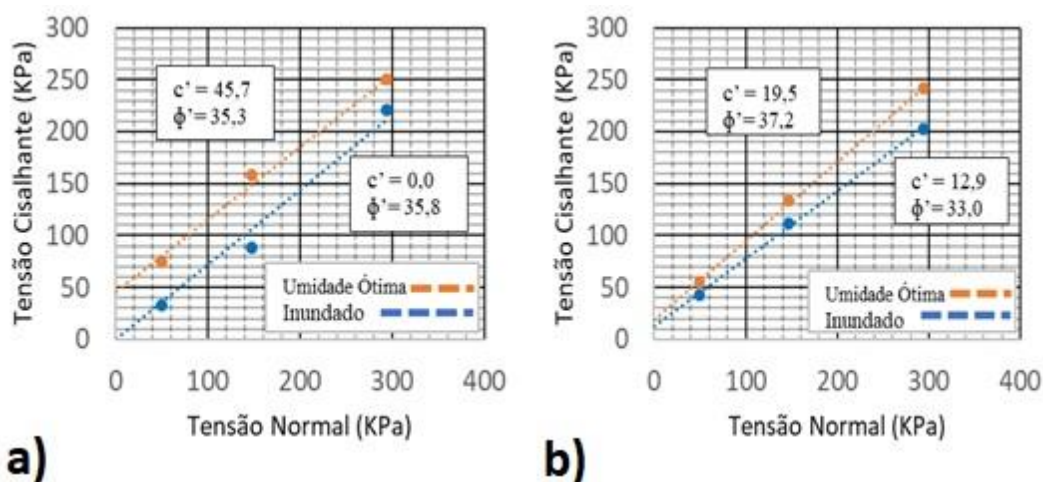 Tensão Cisalhante (KPa)
300
250
200
150
100
50
0
c' = 45,7
ϕ' = 35,3
c' = 0,0
ϕ' = 35,8
Umidade Ótima
Inundado
0 100 200 300 400
Tensão Normal (KPa)
a)
Tensão Cisalhante (KPa)
300
250
200
150
100
50
0
c' = 19,5
ϕ' = 37,2
c' = 12,9
ϕ' = 33,0
Umidade Ótima
Inundado
0 100 200 300 400
Tensão Normal (KPa)
b)